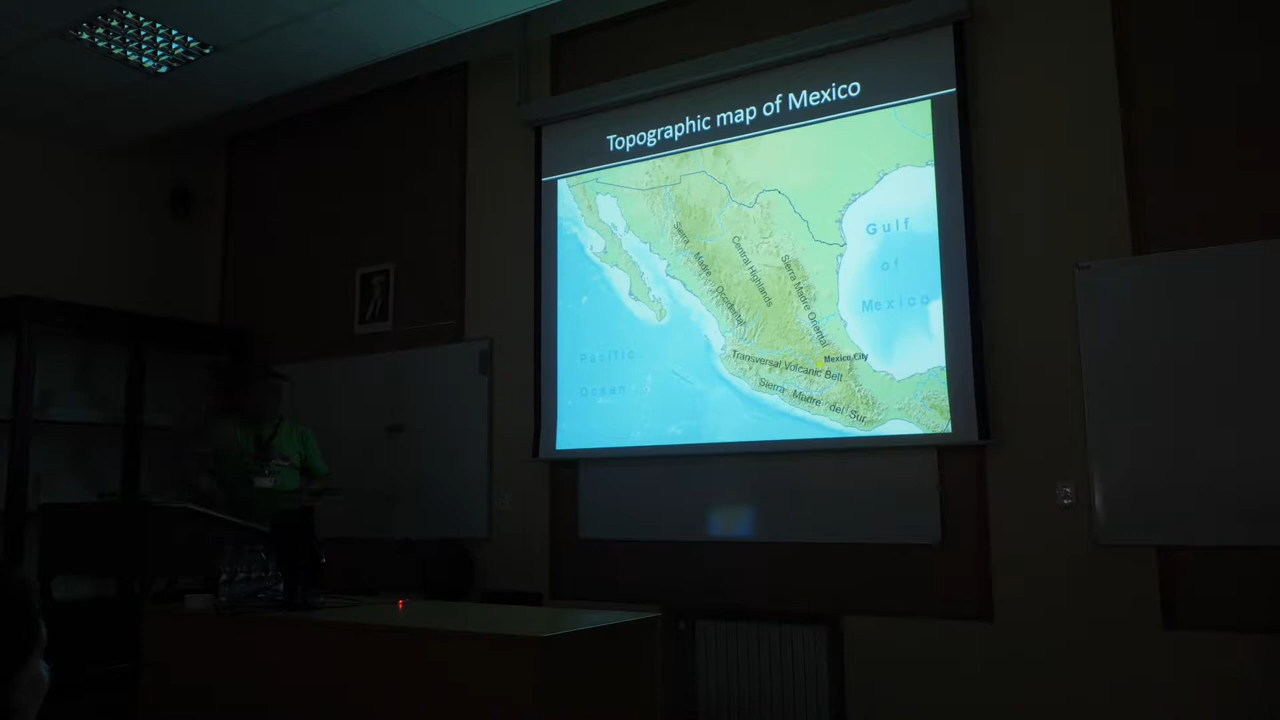 Topographic map of Mexico
Gulf
of
Mexico
Sierra Madre Occidental
Central Highlands
Sierra Madre Oriental
Pacific
Ocean
Transversal Volcanic Belt
Mexico City
Sierra Madre del Sur